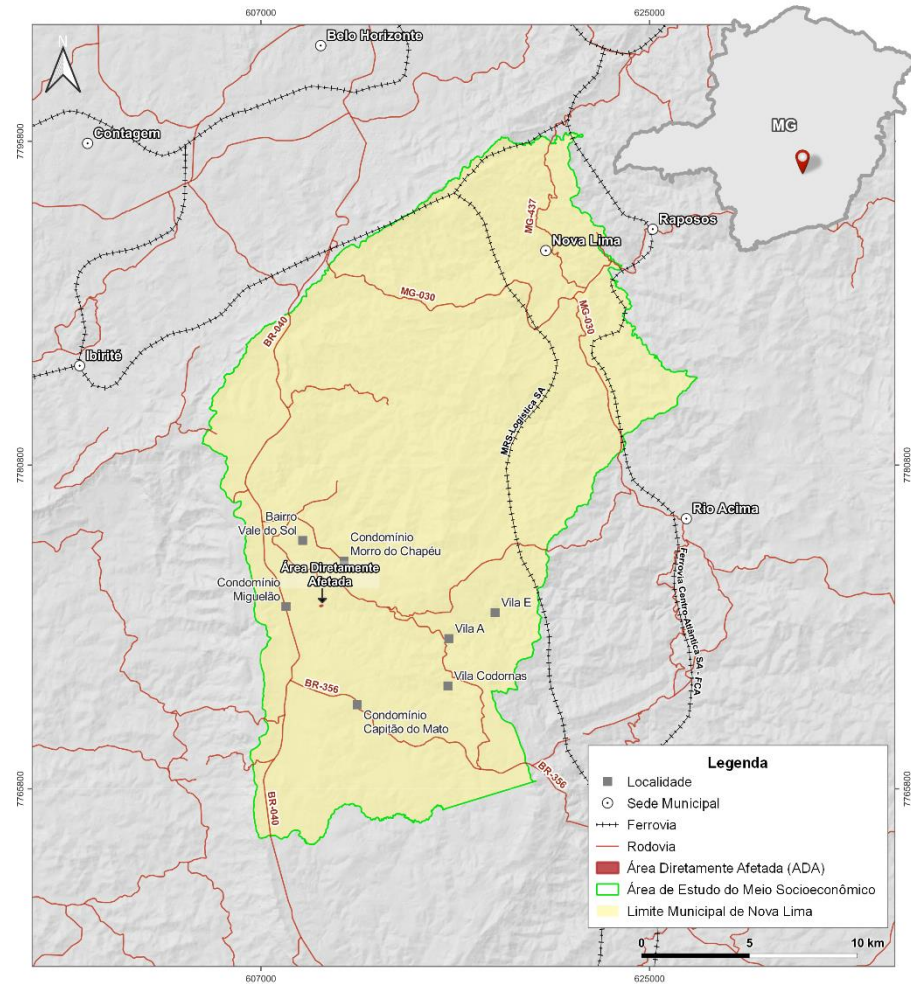 607000
625000
N
Belo Horizonte
7795800
Contagem
MG
7795800
MG-437
Raposos
Nova Lima
MG-030
BR-040
MG-030
Ibirité
MRS Logística SA
7780800
7780800
Rio Acima
Bairro
Vale do Sol
Condomínio
Morro do Chapéu
Área Diretamente
Afetada
Condomínio
Miguelão
Vila E
Vila A
Ferrovia Centro-Atlântica SA - FCA
Vila Codornas
BR-356
Condomínio
Capitão do Mato
BR-356
7765800
7765800
BR-040
Legenda
Localidade
Sede Municipal
Ferrovia
Rodovia
Área Diretamente Afetada (ADA)
Área de Estudo do Meio Socioeconômico
Limite Municipal de Nova Lima
0 5 10 km
607000
625000